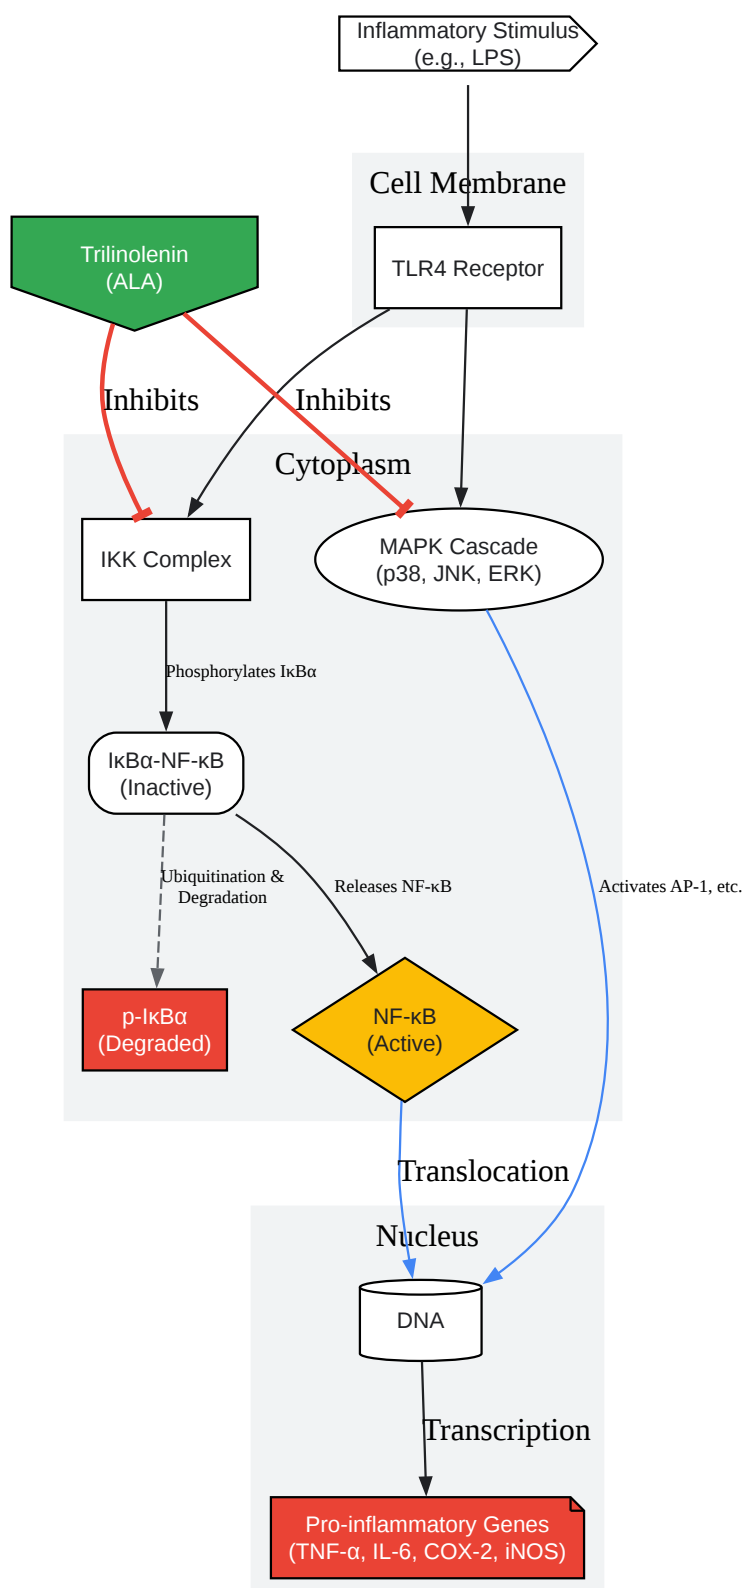 Inflammatory Stimulus
(e.g., LPS)
Cell Membrane
TLR4 Receptor
Trilinolenin
(ALA)
Inhibits
Inhibits
Cytoplasm
IKK Complex
MAPK Cascade
(p38, JNK, ERK)
Phosphorylates IκBα
IκBα-NF-κB
(Inactive)
Ubiquitination &
Degradation
Releases NF-κB
Activates AP-1, etc.
p-IκBα
(Degraded)
NF-κB
(Active)
Translocation
Nucleus
DNA
Transcription
Pro-inflammatory Genes
(TNF-α, IL-6, COX-2, iNOS)